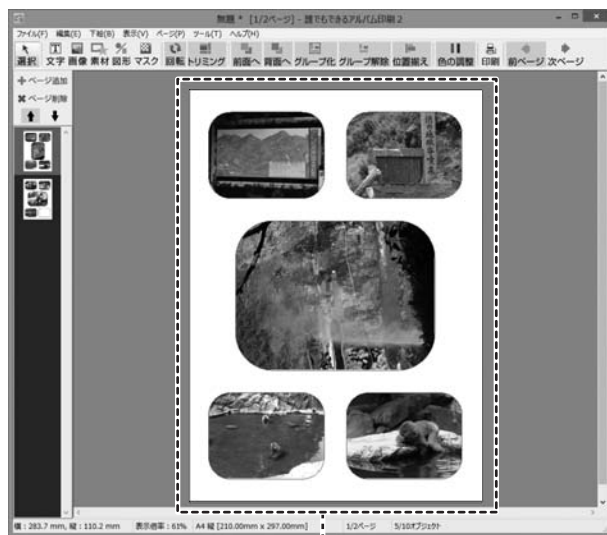 無題 * [1/2ページ] - 誰でもできるアルバム印刷 2
ファイル(F) 編集(E) 下絵(B) 表示(V) ページ(P) ツール(T) ヘルプ(H)
選択 文字 画像 素材 図形 マスク 回転 トリミング 前面へ 背面へ グループ化 グループ解除 位置揃え 色の調整 印刷 前ページ 次ページ
ページ追加
ページ削除
横 : 283.7 mm, 縦 : 110.2 mm 表示倍率 : 61% A4 縦 [210.00mm x 297.00mm] 1/2ページ 5/10オブジェクト